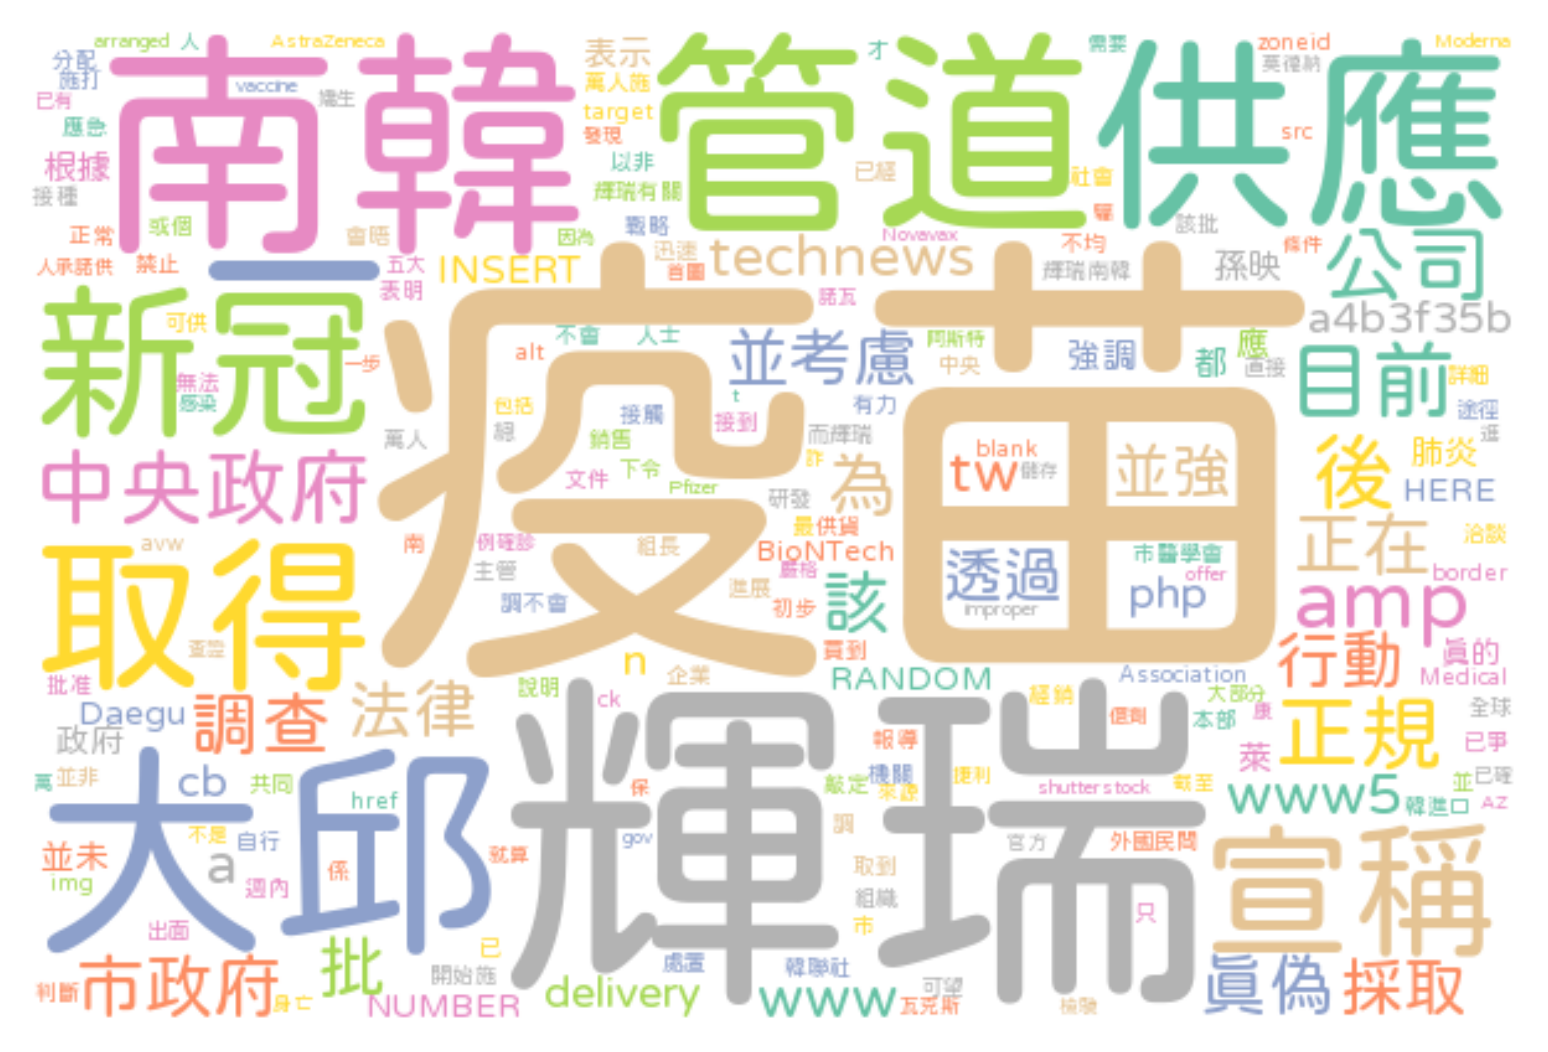 arranged 人 AstraZeneca 才 需要 zoneid Moderna
分配 施打 vaccine 表示 萬人施 英德納
南韓 管道 供應
已有 target src
應急 發現 以非 已經 社會
根據 輝瑞有關
接種 或個 戰略 Novavax 該批
正常 會晤 因為 不均 條件
人承諾供 禁止 一 五大 表明 INSERT 迅速 首圖 technews 輝瑞南韓 孫映 公司
新冠 可供 諾瓦 a4b3f35b
不會 人士 阿斯特 應
一步 alt 並考慮 中央 強調 都 直接 目前 詳細
無法 感染 包括 接觸 t 接到 有力 途徑
疫苗
萬人 總 銷售 而輝瑞 blank 後 肺炎
中央政府 文件 下令 Pfizer 為 tw 儲存 並強 HERE
研發 最 供貨 正在 洽談
取得 avw 南 例確診 組長 BioNTech 市醫學會 offer border
主管 嚴格 透過 php amp
調不會 進展 初步 該 improper
查證 買到 行動 眞的
批准 n 企業 RANDOM Association Medical
說明 ck 經銷 大部分 全球
Daegu 調查 法律 億劑 本部 康 正規
政府 報導 萊 已爭
大邱 輝瑞
萬 並非 cb 共同 機關 來源 捷利 shutterstock 截至 並 已確
href 保 敲定 www5 韓進口 AZ
不是 自行 gov 調 官方 外國民間 宣稱
並未 a 就算
img 週內 係 取到 組織 只
出面 市
市政府 批 已 開始施 處置 韓聯社 可望 眞偽 採取
判斷 身亡 NUMBER delivery www 瓦克斯 檢驗